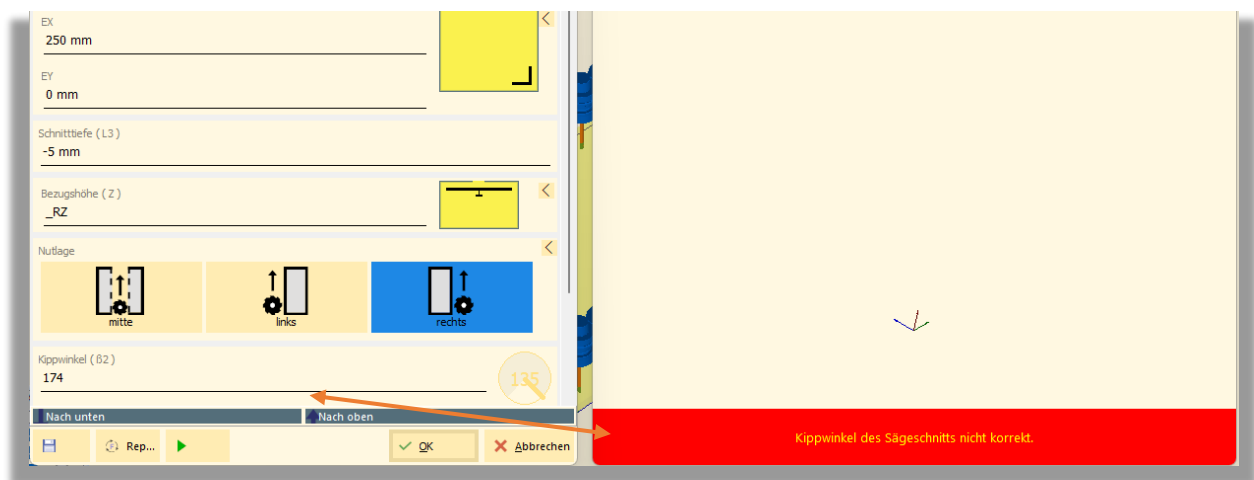 EX
250 mm
EY
0 mm
Schnitttiefe ( L3 )
-5 mm
Bezugshöhe ( Z )
_RZ
Nutlage
mitte links rechts
Kippwinkel ( ß2 )
174
135
Nach unten Nach oben
Rep... OK Abbrechen
Kippwinkel des Sägeschnitts nicht korrekt.